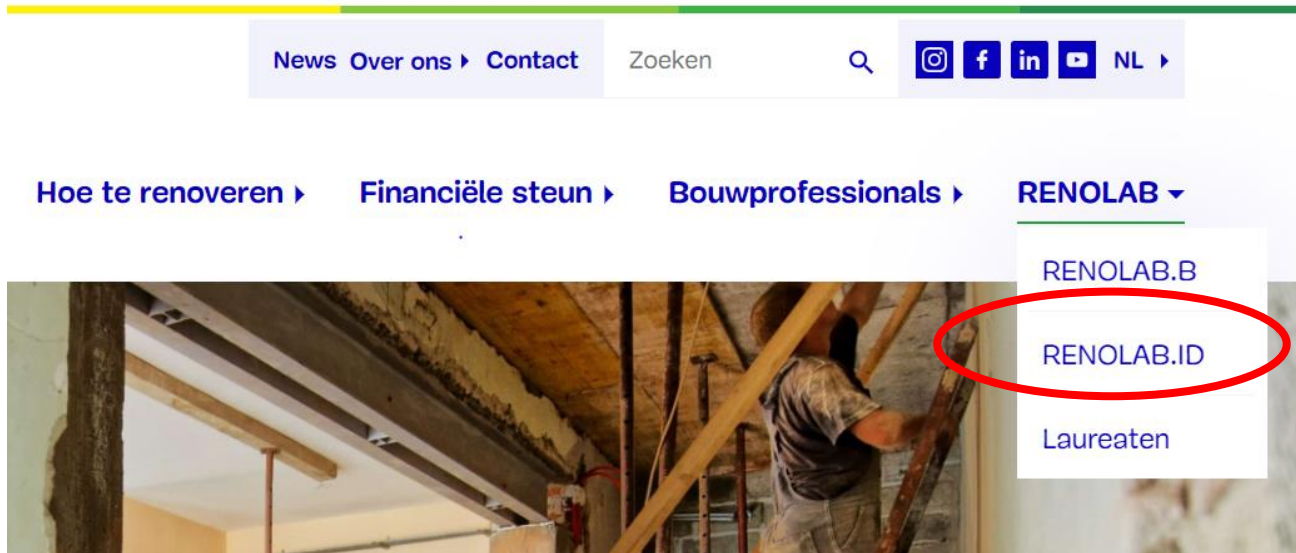 News Over ons Contact Zoeken NL
Hoe te renoveren Financiële steun Bouwprofessionals RENOLAB
RENOLAB.B
RENOLAB.ID
Laureaten